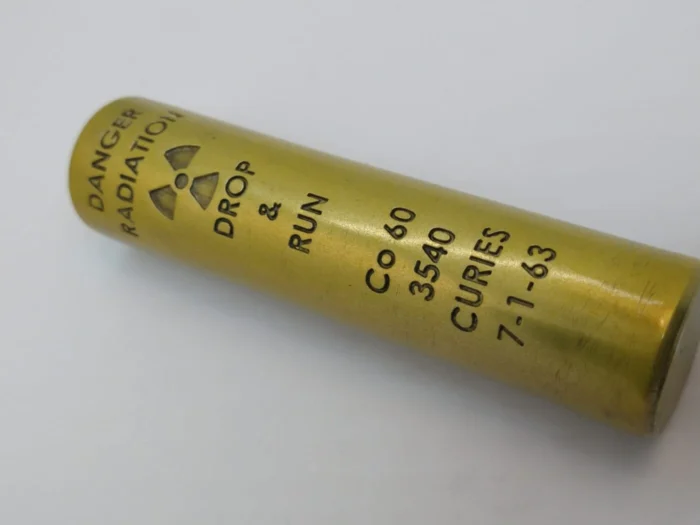 DANGER
RADIATION
DROP
&
RUN
Co 60
3540
CURIES
7-1-63